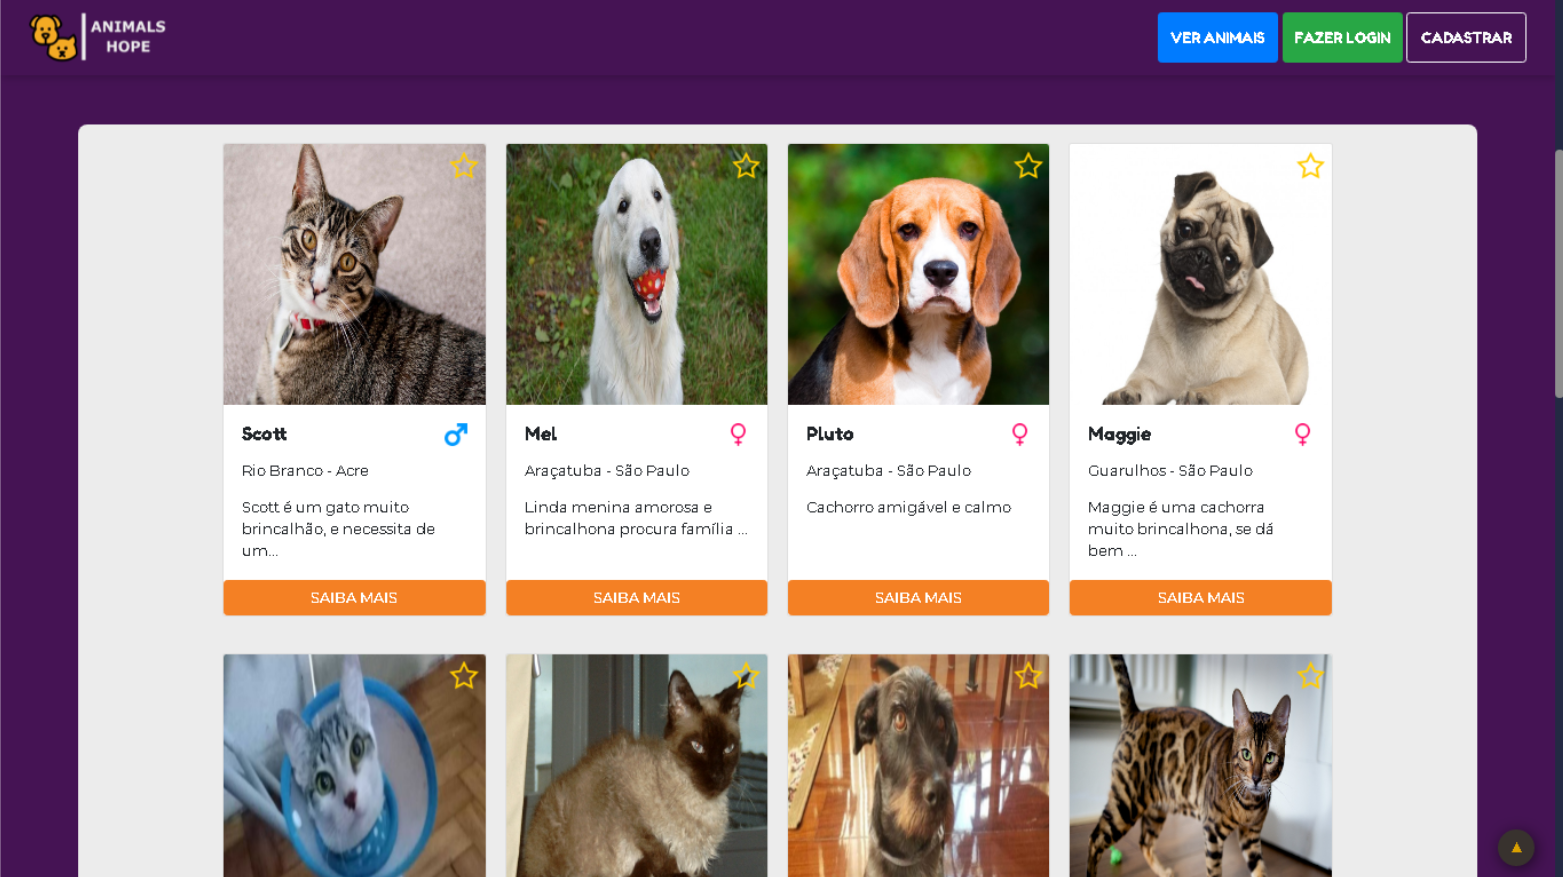 ANIMALS
HOPE
VER ANIMAIS
FAZER LOGIN
CADASTRAR
Scott
Rio Branco - Acre
Scott é um gato muito
brincalhão, e necessita de
um...
SAIBA MAIS
Mel
Araçatuba - São Paulo
Linda menina amorosa e
brincalhona procura família ...
SAIBA MAIS
Pluto
Araçatuba - São Paulo
Cachorro amigável e calmo
SAIBA MAIS
Maggie
Guarulhos - São Paulo
Maggie é uma cachorra
muito brincalhona, se dá
bem ...
SAIBA MAIS